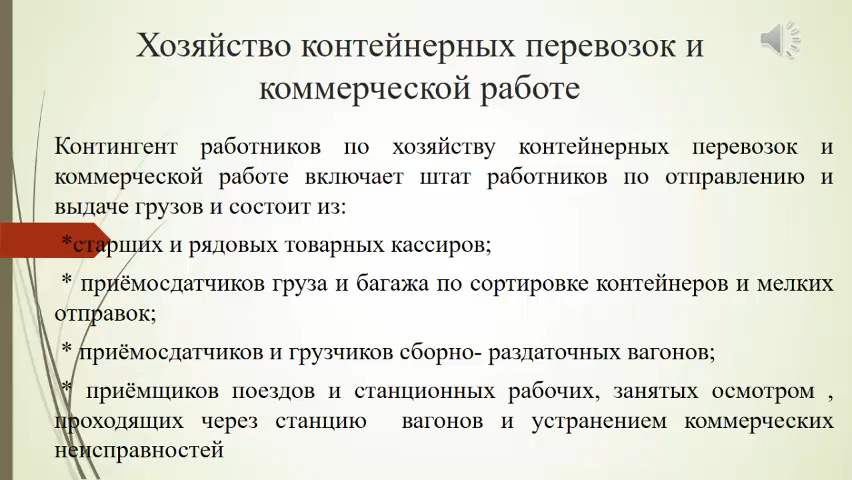 Хозяйство контейнерных перевозок и
коммерческой работе
Контингент работников по хозяйству контейнерных перевозок и
коммерческой работе включает штат работников по отправлению и
выдаче грузов и состоит из:
*старших и рядовых товарных кассиров;
* приёмосдатчиков груза и багажа по сортировке контейнеров и мелких
отправок;
* приёмосдатчиков и грузчиков сборно- раздаточных вагонов;
* приёмщиков поездов и станционных рабочих, занятых осмотром ,
проходящих через станцию вагонов и устранением коммерческих
неисправностей